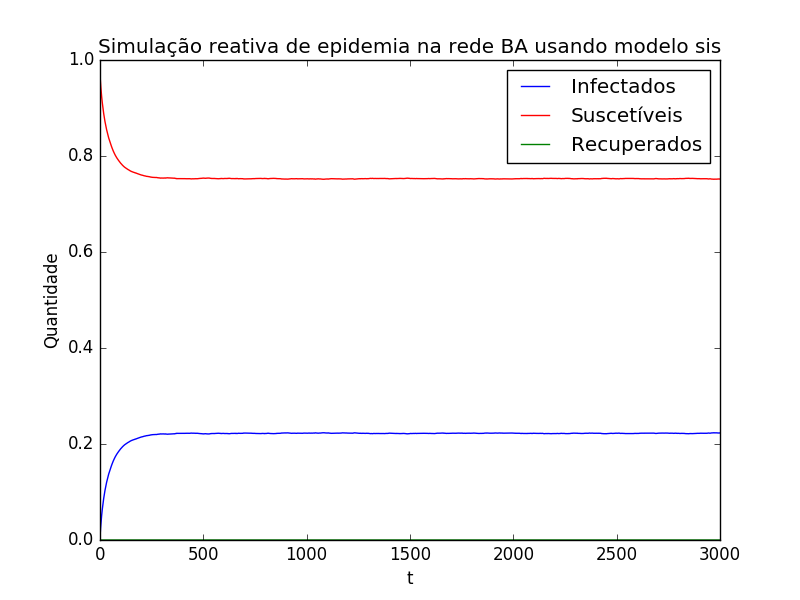 Simulação reativa de epidemia na rede BA usando modelo sis
Infectados
Suscetíveis
Recuperados
1.0
0.8
0.6
0.4
0.2
0.0
Quantidade
0 500 1000 1500 2000 2500 3000
t